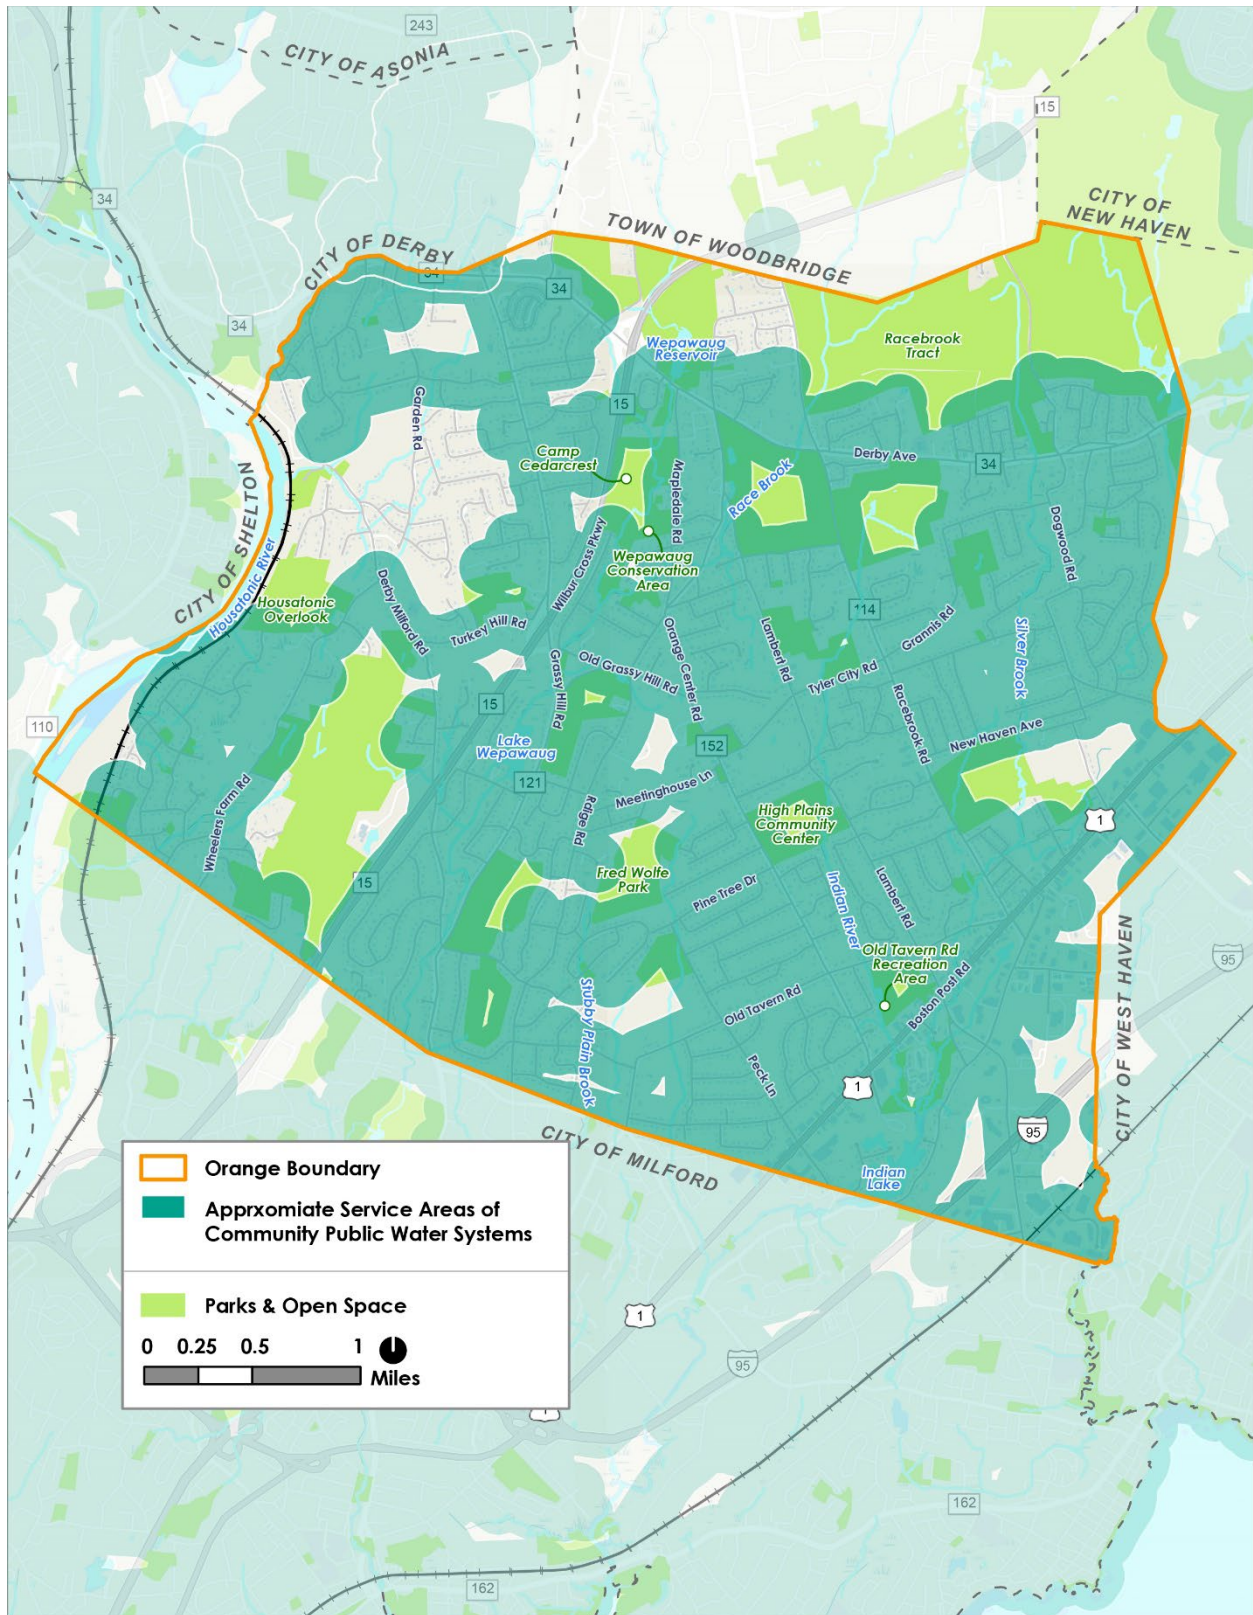 243
CITY OF ASONIA
15
34
CITY OF
NEW HAVEN
TOWN OF WOODBRIDGE
CITY OF DERBY
34
34
34
Wepawaug
Reservoir
Racebrook
Tract
Garden Rd
15
Camp
Cedarcrest
Mapledale Rd
Race Brook
Derby Ave
34
Dogwood Rd
CITY OF SHELTON
Housatonic River
Wilbur Cross Pkwy
Wepawaug
Conservation
Area
Housatonic
Overlook
Derby Milford Rd
Turkey Hill Rd
114
Grannis Rd
Silver Brook
Grassy Hill Rd
Old Grassy Hill Rd
Orange Center Rd
Lambert Rd
Tyler City Rd
Racebrook Rd
15
110
Lake
Wepawaug
152
New Haven Ave
121
Meetinghouse Ln
Wheelers Farm Rd
Rdige Rd
High Plains
Community
Center
1
15
Fred Wolfe
Park
Pine Tree Dr
Indian River
Lambert Rd
Old Tavern Rd
Recreation
Area
95
CITY OF WEST HAVEN
Stubby Plain Brook
Old Tavern Rd
Boston Post Rd
Peck Ln
1
95
CITY OF MILFORD
Indian
Lake
Orange Boundary
Apprxomiate Service Areas of
Community Public Water Systems
Parks & Open Space
0 0.25 0.5 1
Miles
1
95
1
162
162